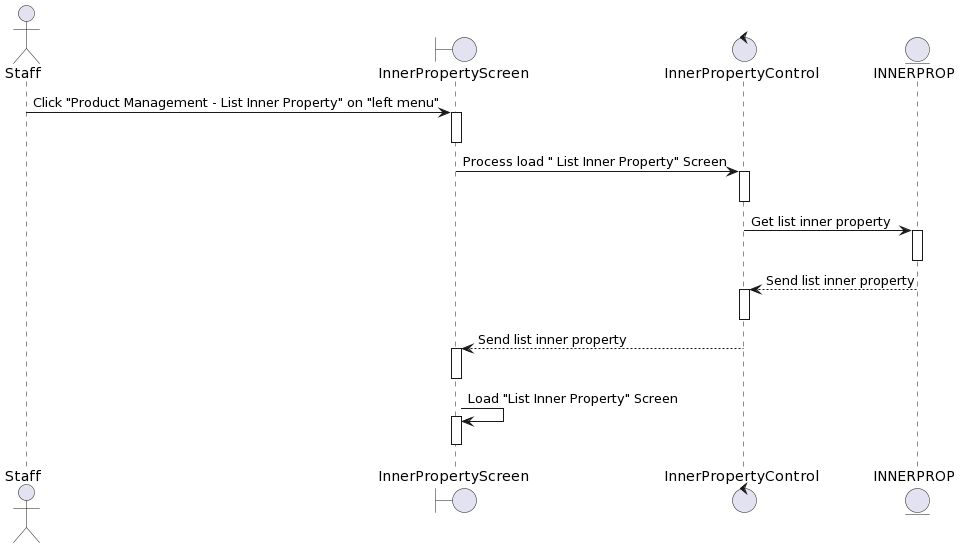 Staff
InnerPropertyScreen
InnerPropertyControl
INNERPROP
Click "Product Management - List Inner Property" on "left menu"
Process load " List Inner Property" Screen
Get list inner property
Send list inner property
Send list inner property
Load "List Inner Property" Screen
Staff
InnerPropertyScreen
InnerPropertyControl
INNERPROP